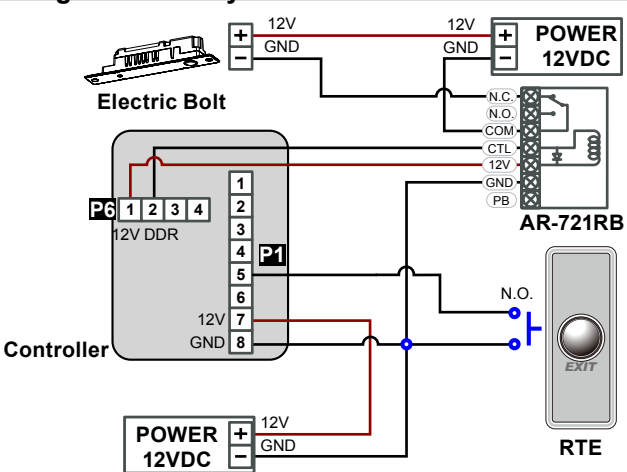 12V
12V
+
+
POWER
GND
GND
−
−
12VDC
Electric Bolt
N.C.
N.O.
COM
CTL
12V
GND
PB
AR-721RB
P6
1 2 3 4
12V DDR
1
2
3
4
P1
5
6
12V 7
GND 8
Controller
N.O.
EXIT
RTE
POWER
12VDC
+
−
12V
GND